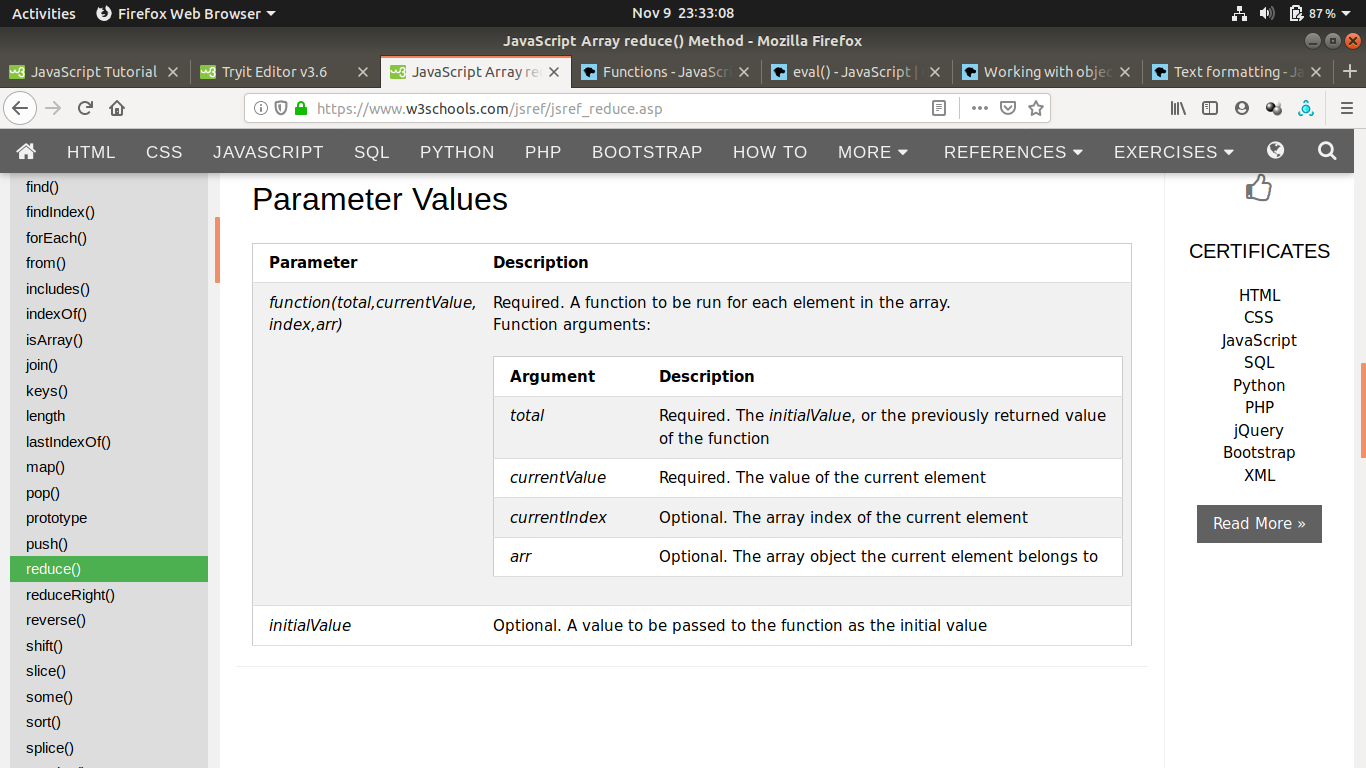 Activities Firefox Web Browser Nov 9 23:33:08 87 %
JavaScript Array reduce() Method - Mozilla Firefox
JavaScript Tutorial Tryit Editor v3.6 JavaScript Array re Functions - JavaScri eval() - JavaScript | Working with objec Text formatting - Ja
https://www.w3schools.com/jsref/jsref_reduce.asp
HTML CSS JAVASCRIPT SQL PYTHON PHP BOOTSTRAP HOW TO MORE REFERENCES EXERCISES
find()
findIndex()
forEach()
from()
includes()
indexOf()
isArray()
join()
keys()
length
lastIndexOf()
map()
pop()
prototype
push()
reduce()
reduceRight()
reverse()
shift()
slice()
some()
sort()
splice()
Parameter Values
Parameter Description
function(total,currentValue, Required. A function to be run for each element in the array.
index,arr) Function arguments:
Argument Description
total Required. The initialValue, or the previously returned value
of the function
currentValue Required. The value of the current element
currentIndex Optional. The array index of the current element
arr Optional. The array object the current element belongs to
initialValue Optional. A value to be passed to the function as the initial value
CERTIFICATES
HTML
CSS
JavaScript
SQL
Python
PHP
jQuery
Bootstrap
XML
Read More »